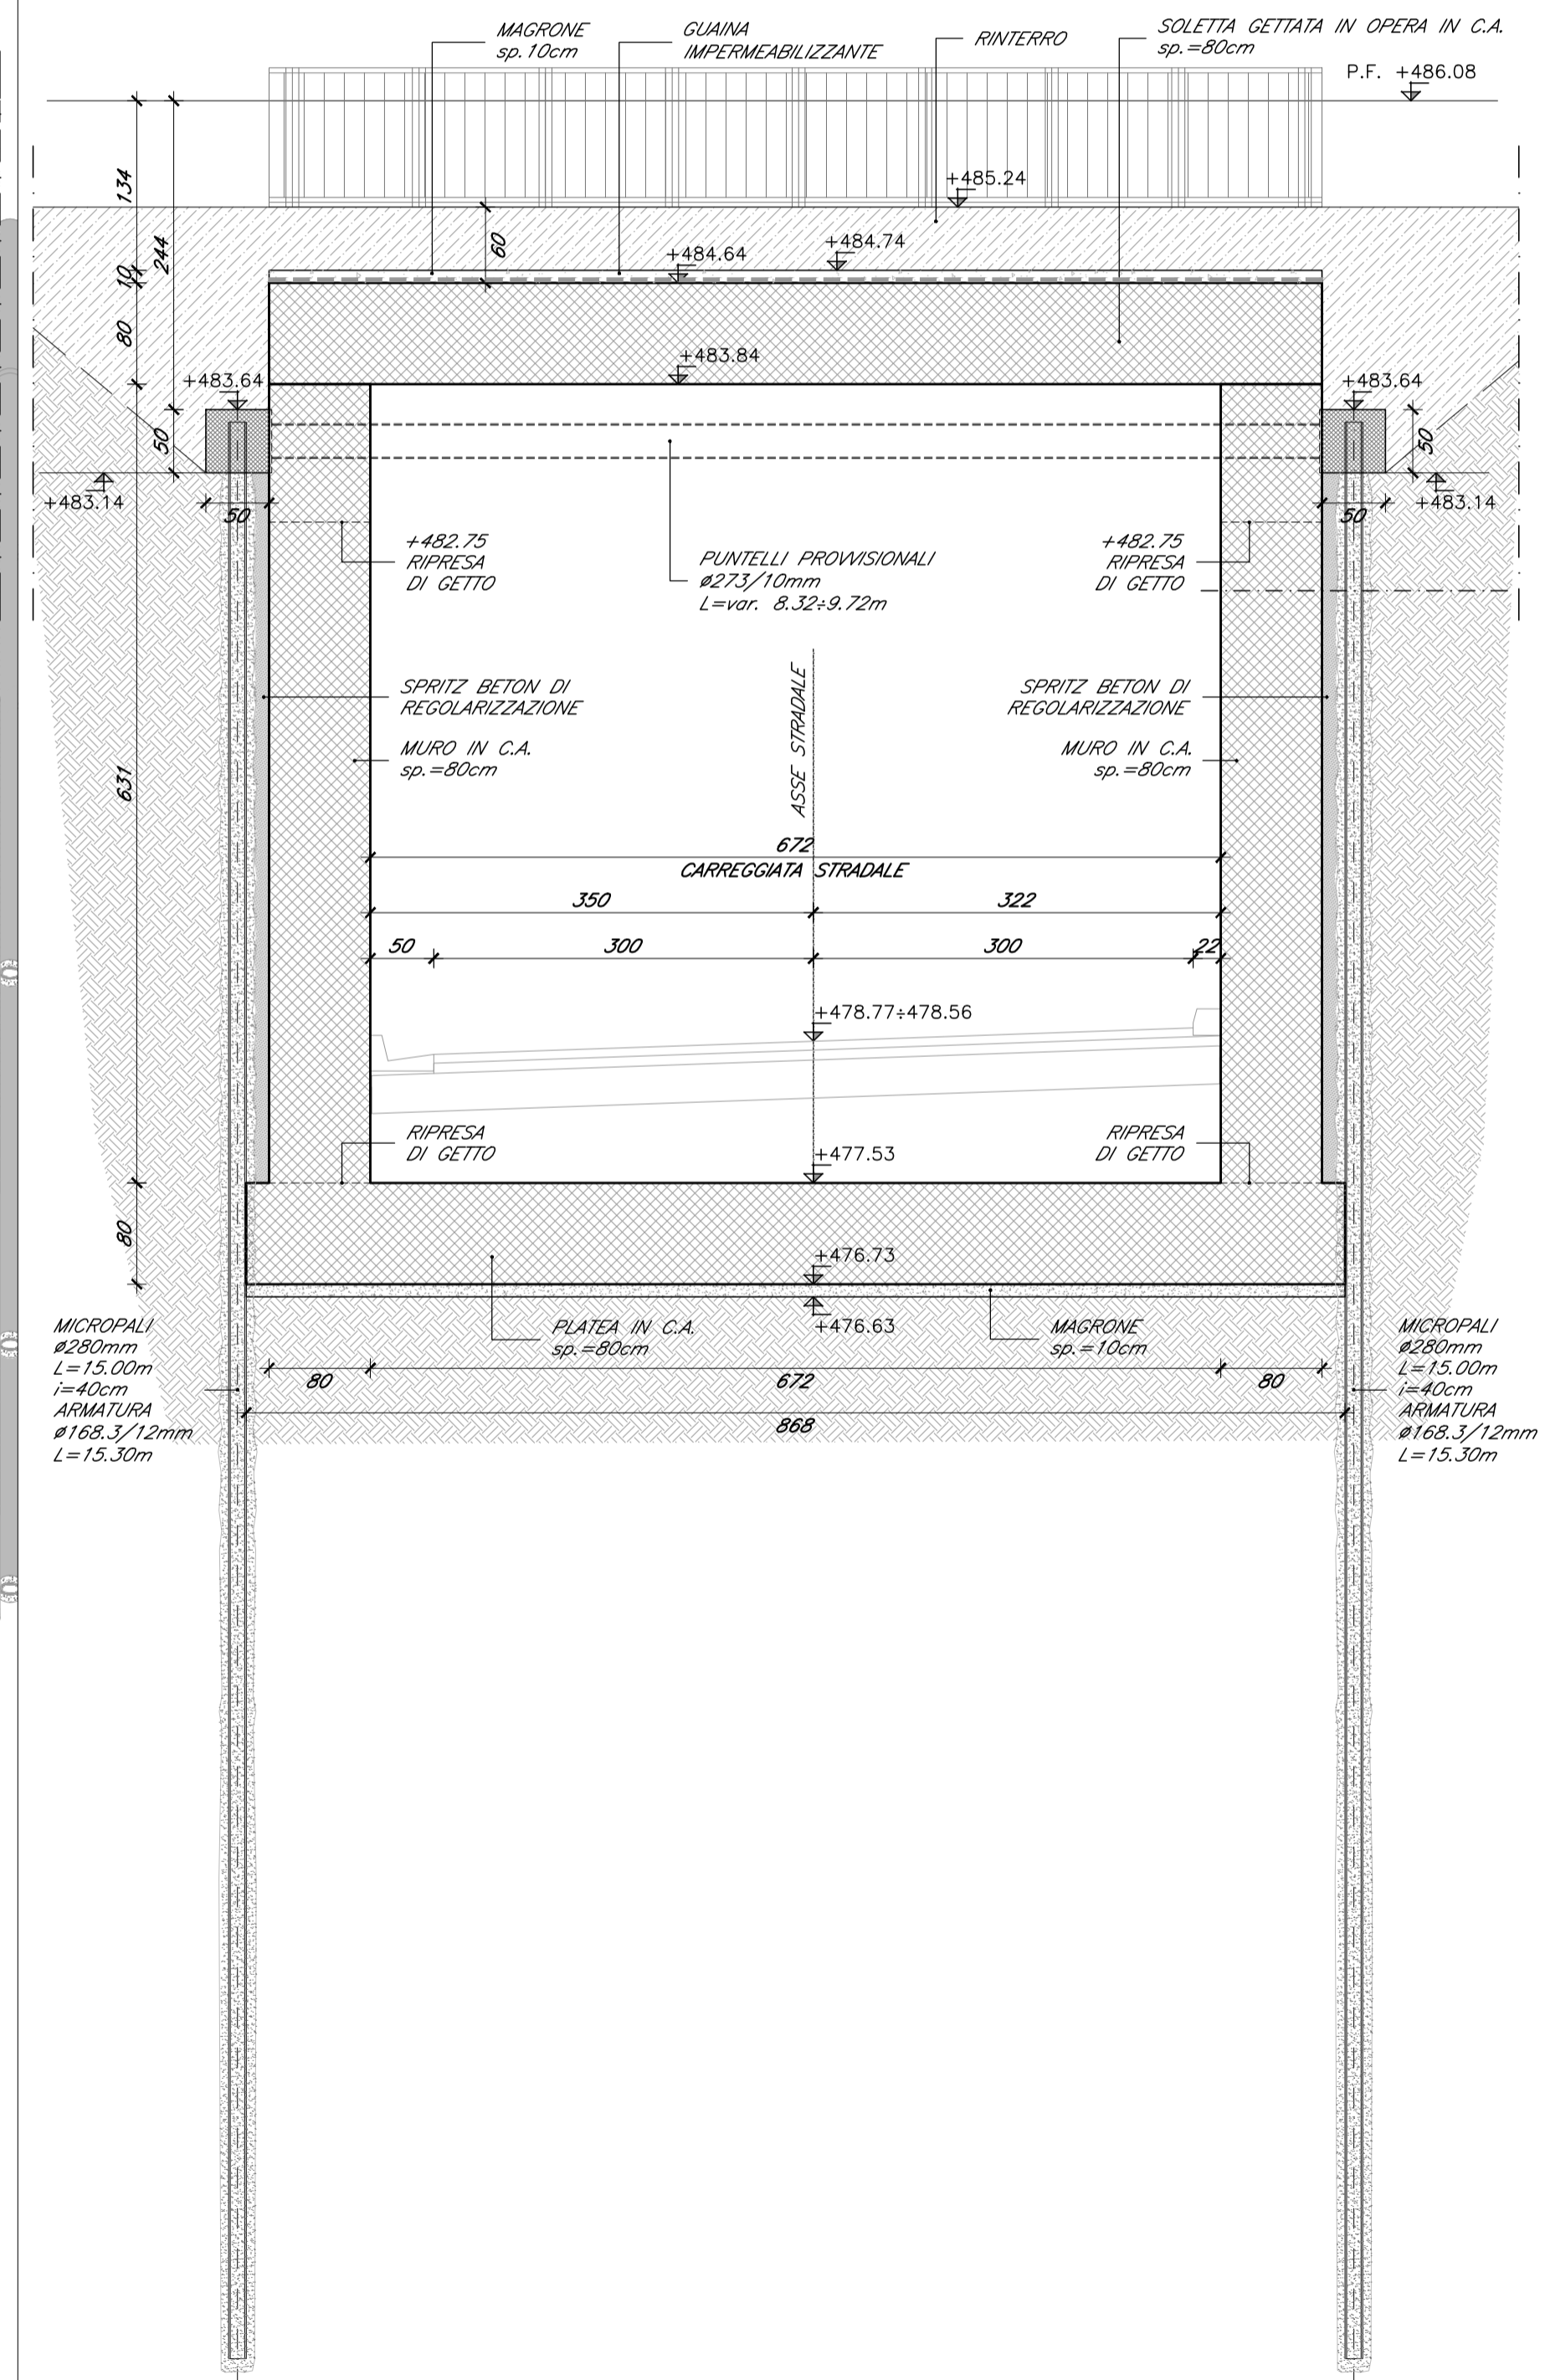 MAGRONE
sp. 10cm
GUAINA
IMPERMEABILIZZANTE
RINTERRO
SOLETTA GETTATA IN OPERA IN C.A.
sp.=80cm
P.F. +486.08
134
244
10
80
+485.24
60
+484.64
+484.74
+483.84
+483.64
+483.64
50
50
+483.14
50
50
+483.14
+482.75
RIPRESA
DI GETTO
PUNTELLI PROVVISIONALI
ø273/10mm
L=var. 8.32÷9.72m
+482.75
RIPRESA
DI GETTO
SPRITZ BETON DI
REGOLARIZZAZIONE
MURO IN C.A.
sp.=80cm
ASSE STRADALE
SPRITZ BETON DI
REGOLARIZZAZIONE
MURO IN C.A.
sp.=80cm
631
672
CARREGGIATA STRADALE
350
322
50
300
300
22
+478.77÷478.56
RIPRESA
DI GETTO
+477.53
RIPRESA
DI GETTO
80
+476.73
+476.63
PLATEA IN C.A.
sp.=80cm
MAGRONE
sp.=10cm
80
672
80
868
MICROPALI
ø280mm
L=15.00m
i=40cm
ARMATURA
ø168.3/12mm
L=15.30m
MICROPALI
ø280mm
L=15.00m
i=40cm
ARMATURA
ø168.3/12mm
L=15.30m